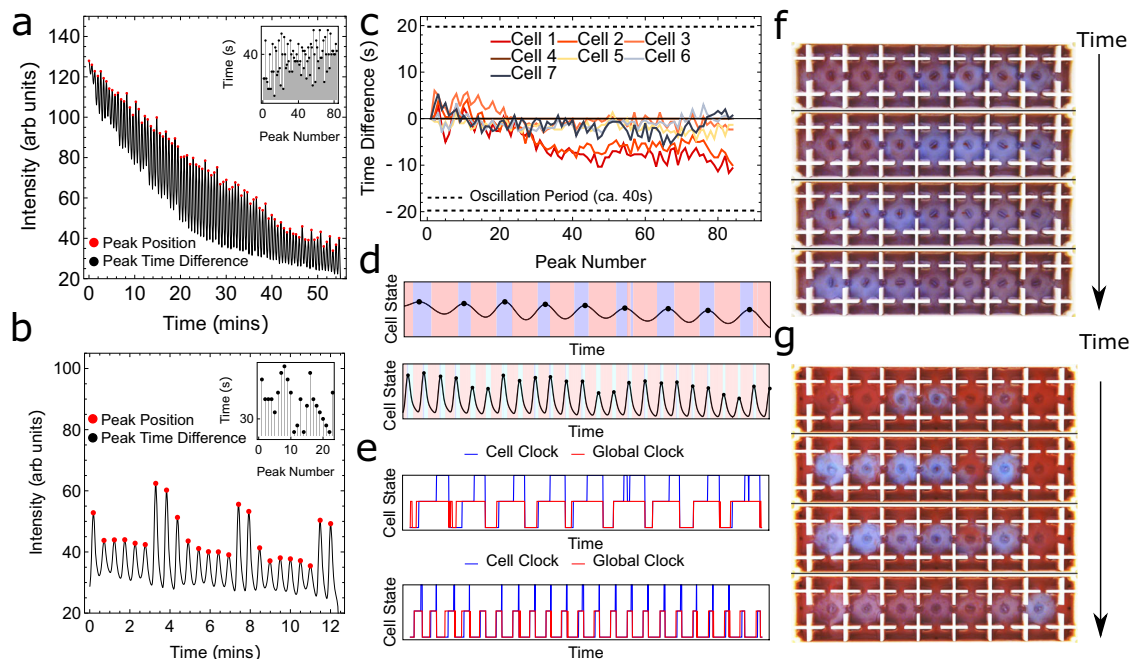 a
Intensity (arb units)
140
120
100
80
60
40
20
0
10
20
30
40
50
Time (mins)
Peak Position
Peak Time Difference
Time (s)
40
0
40
80
Peak Number
b
Intensity (arb units)
100
80
60
40
20
0
2
4
6
8
10
12
Time (mins)
Peak Position
Peak Time Difference
Time (s)
30
0
10
20
Peak Number
c
Time Difference (s)
20
10
0
-10
-20
Cell 1
Cell 2
Cell 3
Cell 4
Cell 5
Cell 6
Cell 7
Oscillation Period (ca. 40s)
0
20
40
60
80
Peak Number
d
Cell State
Time
Cell State
Time
e
Cell Clock
Global Clock
Cell State
Time
Cell Clock
Global Clock
Cell State
Time
f
Time
g
Time